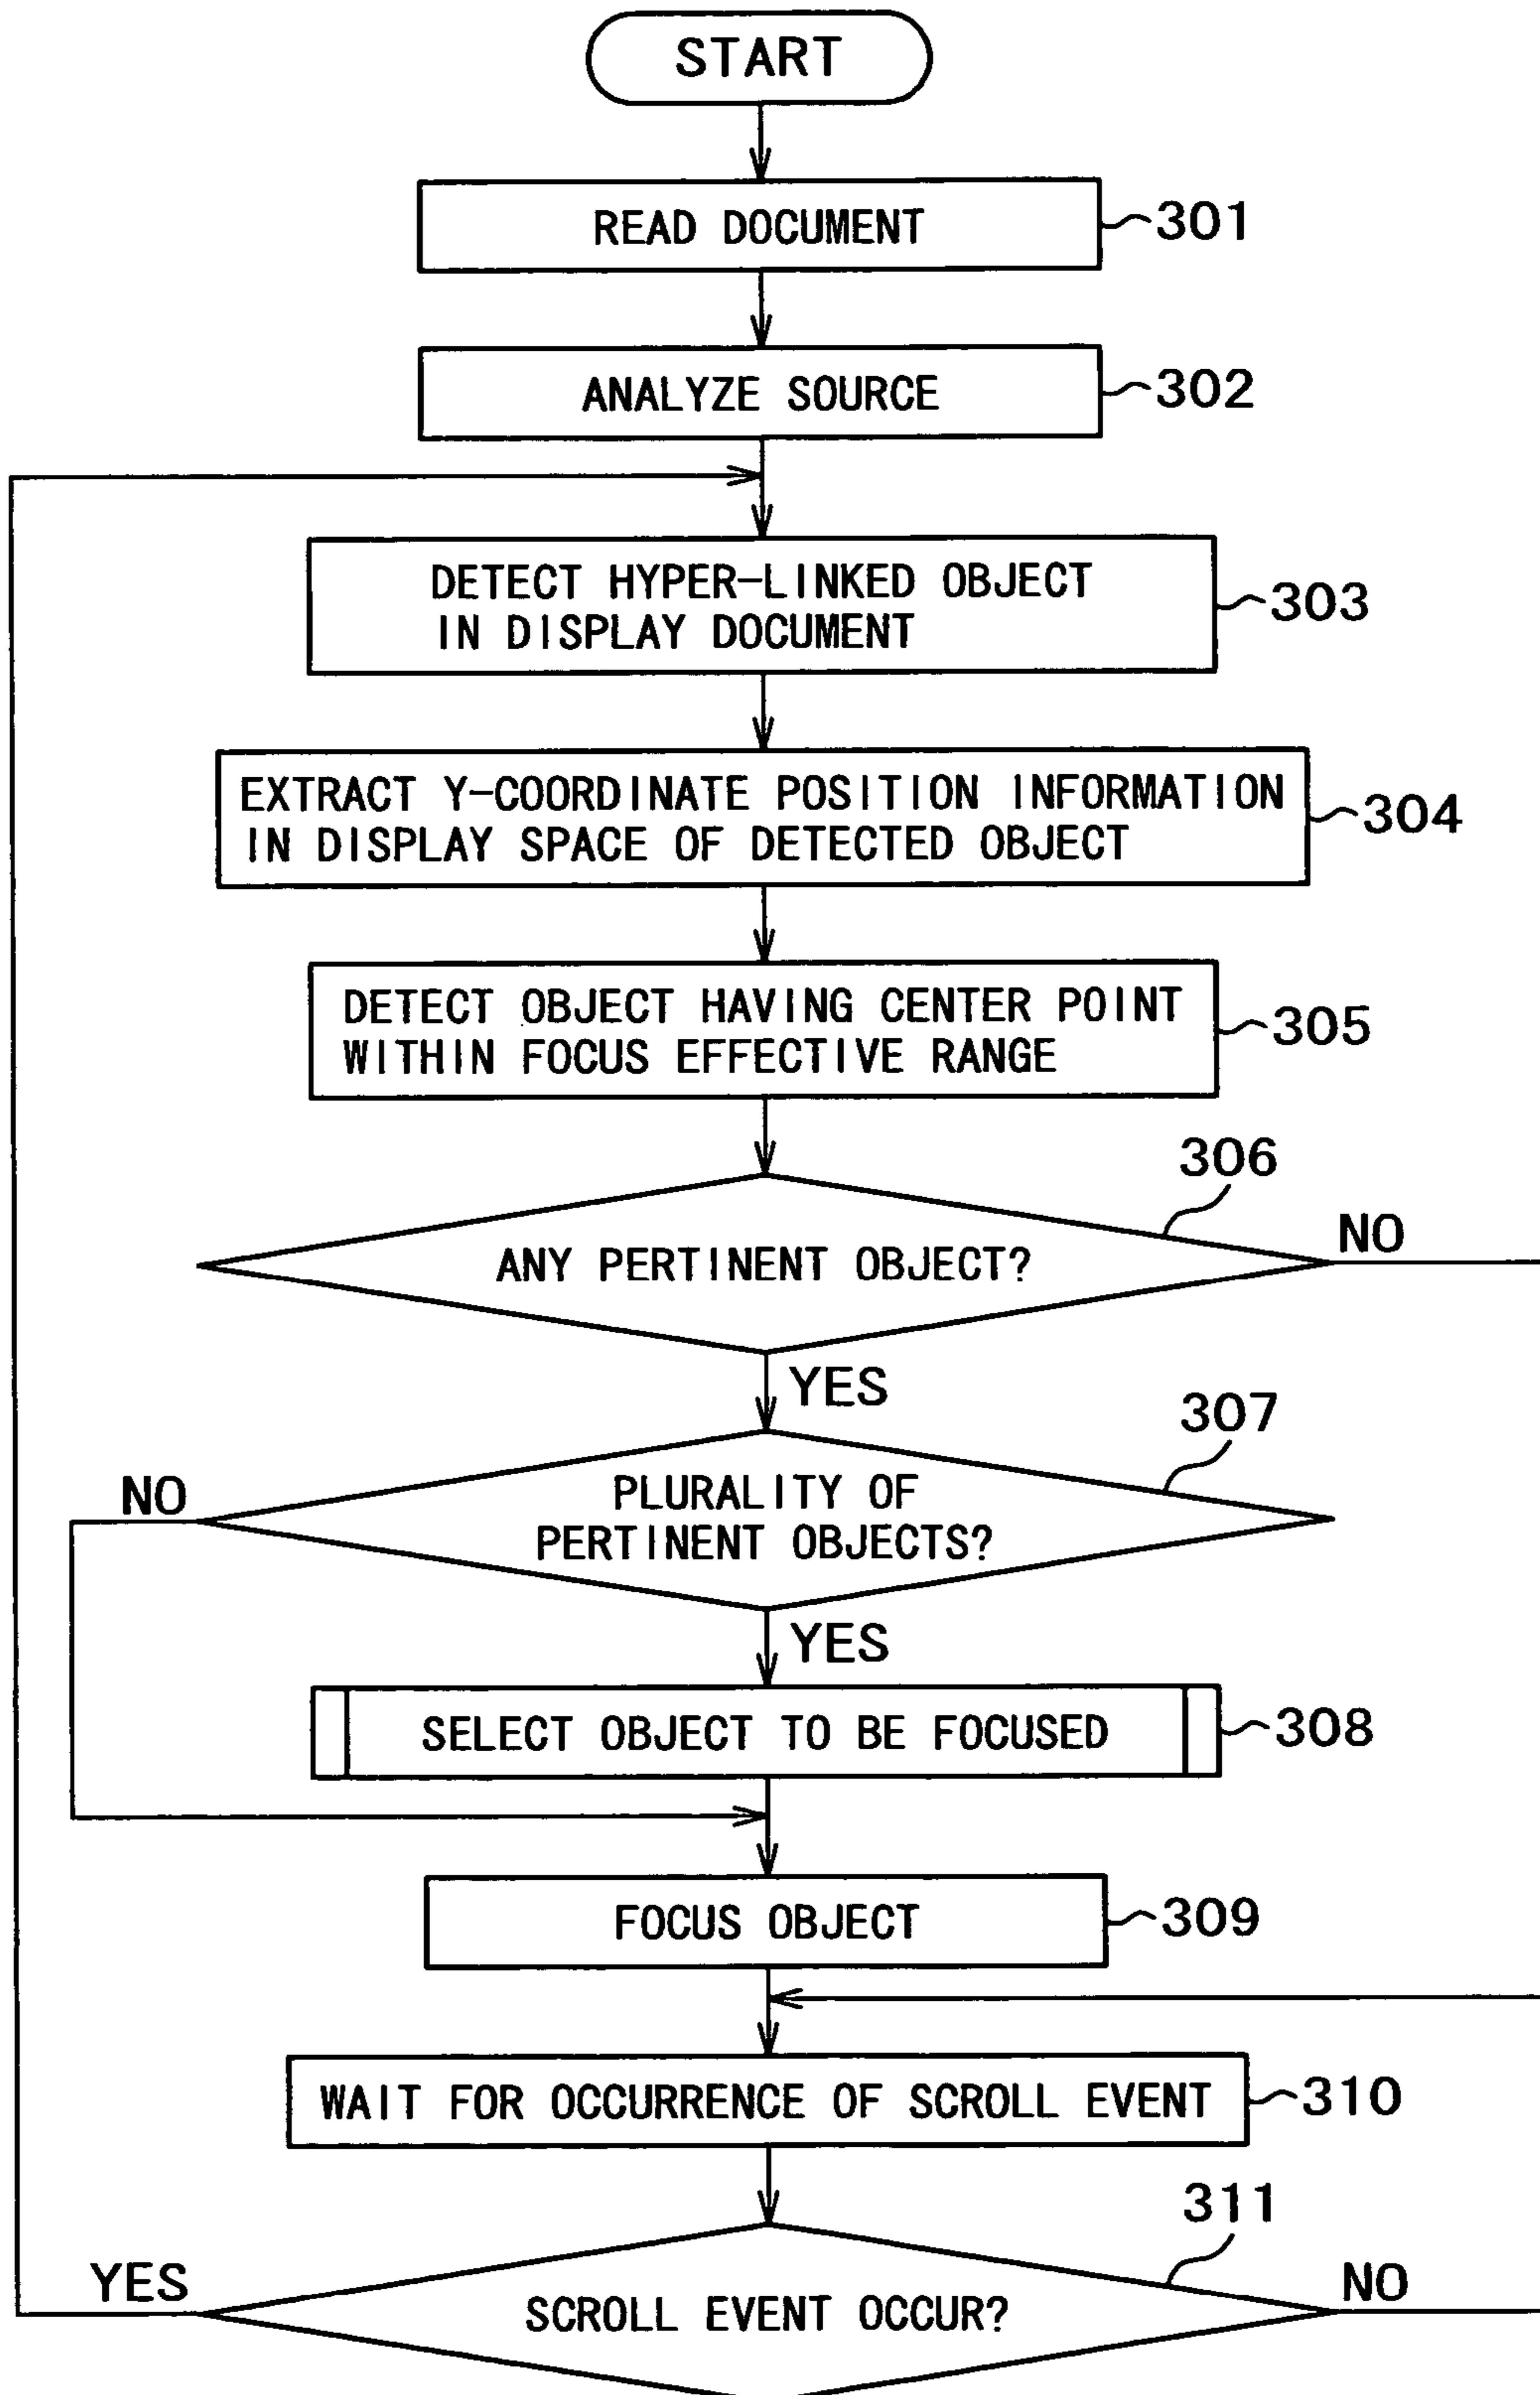 START
READ DOCUMENT
301
ANALYZE SOURCE
302
DETECT HYPER-LINKED OBJECT
IN DISPLAY DOCUMENT
303
EXTRACT Y-COORDINATE POSITION INFORMATION
IN DISPLAY SPACE OF DETECTED OBJECT
304
DETECT OBJECT HAVING CENTER POINT
WITHIN FOCUS EFFECTIVE RANGE
305
306
NO
ANY PERTINENT OBJECT?
YES
307
NO
PLURALITY OF
PERTINENT OBJECTS?
YES
SELECT OBJECT TO BE FOCUSED
308
FOCUS OBJECT
309
WAIT FOR OCCURRENCE OF SCROLL EVENT
310
311
YES
NO
SCROLL EVENT OCCUR?